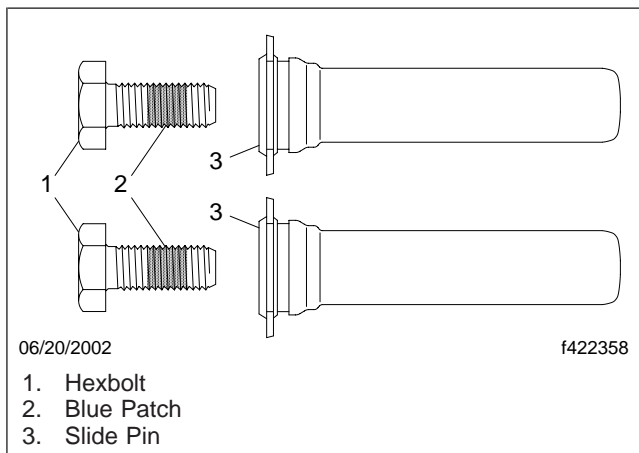 3
1
2
3
06/20/2002
f422358
1. Hexbolt
2. Blue Patch
3. Slide Pin